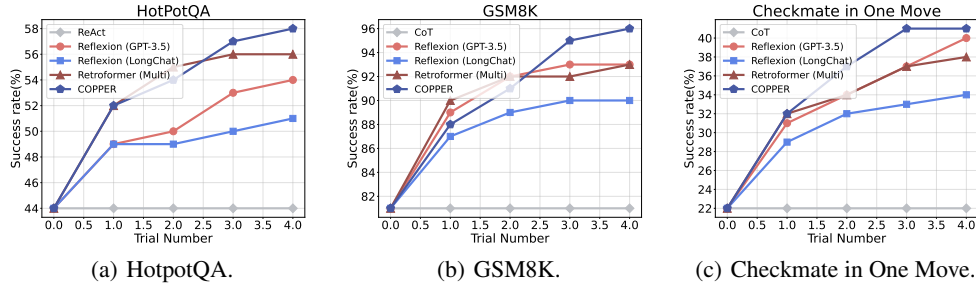 HotPotQA
Success rate(%)
58
56
54
52
50
48
46
44
ReAct
Reflexion (GPT-3.5)
Reflexion (LongChat)
Retroformer (Multi)
COPPER
0.0 0.5 1.0 1.5 2.0 2.5 3.0 3.5 4.0
Trial Number
(a) HotpotQA.
GSM8K
Success rate(%)
96
94
92
90
88
86
84
82
CoT
Reflexion (GPT-3.5)
Reflexion (LongChat)
Retroformer (Multi)
COPPER
0.0 0.5 1.0 1.5 2.0 2.5 3.0 3.5 4.0
Trial Number
(b) GSM8K.
Checkmate in One Move
Success rate(%)
42
40
38
36
34
32
30
28
26
24
22
CoT
Reflexion (GPT-3.5)
Reflexion (LongChat)
Retroformer (Multi)
COPPER
0.0 0.5 1.0 1.5 2.0 2.5 3.0 3.5 4.0
Trial Number
(c) Checkmate in One Move.